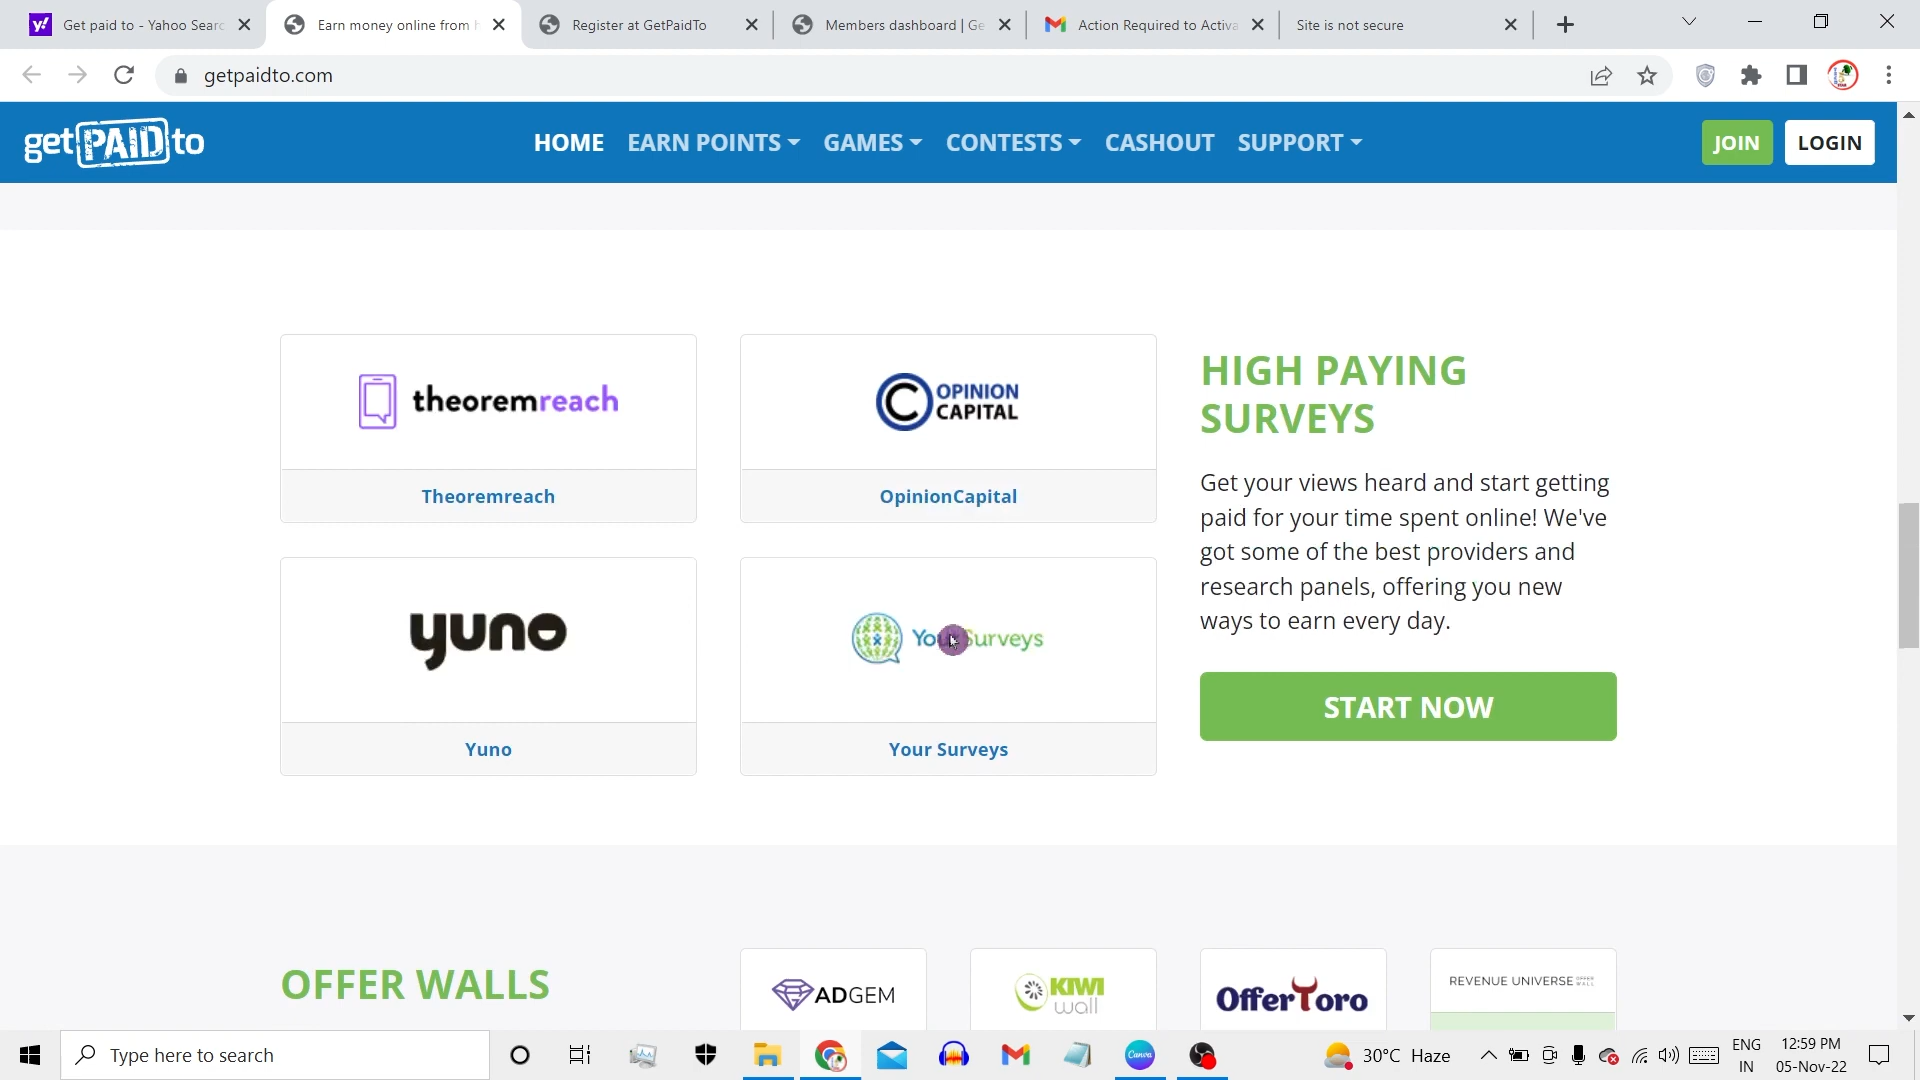 Get paid to - Yahoo Searc
Earn money online from h
Register at GetPaidTo
Members dashboard | Ge
Action Required to Activa
Site is not secure
getpaidto.com
getPAIDto
HOME
EARN POINTS
GAMES
CONTESTS
CASHOUT
SUPPORT
JOIN
LOGIN
theoremreach
Theoremreach
OPINION
CAPITAL
OpinionCapital
yuno
Yuno
YourSurveys
Your Surveys
HIGH PAYING
SURVEYS
Get your views heard and start getting
paid for your time spent online! We've
got some of the best providers and
research panels, offering you new
ways to earn every day.
START NOW
OFFER WALLS
ADGEM
KIWI
wall
OfferToro
REVENUE UNIVERSE OFFER
WALL
Type here to search
Canva
30°C Haze
ENG
IN
12:59 PM
05-Nov-22